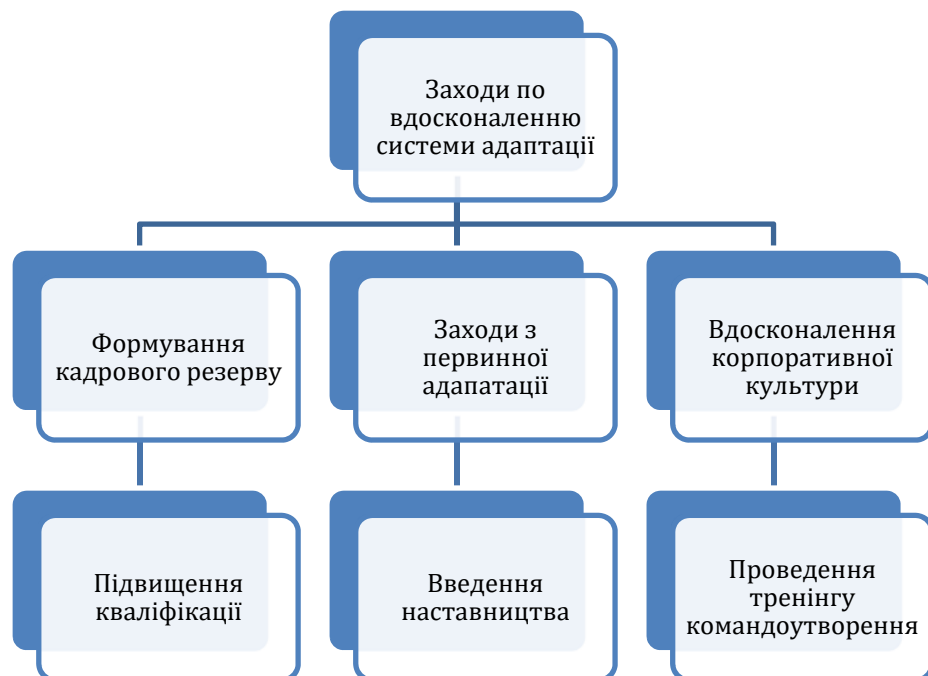 Заходи по
вдосконаленню
системи адаптації
Формування
кадрового резерву
Заходи з
первинної
адапатації
Вдосконалення
корпоративної
культури
Підвищення
кваліфікації
Введення
наставництва
Проведення
тренінгу
командоутворення